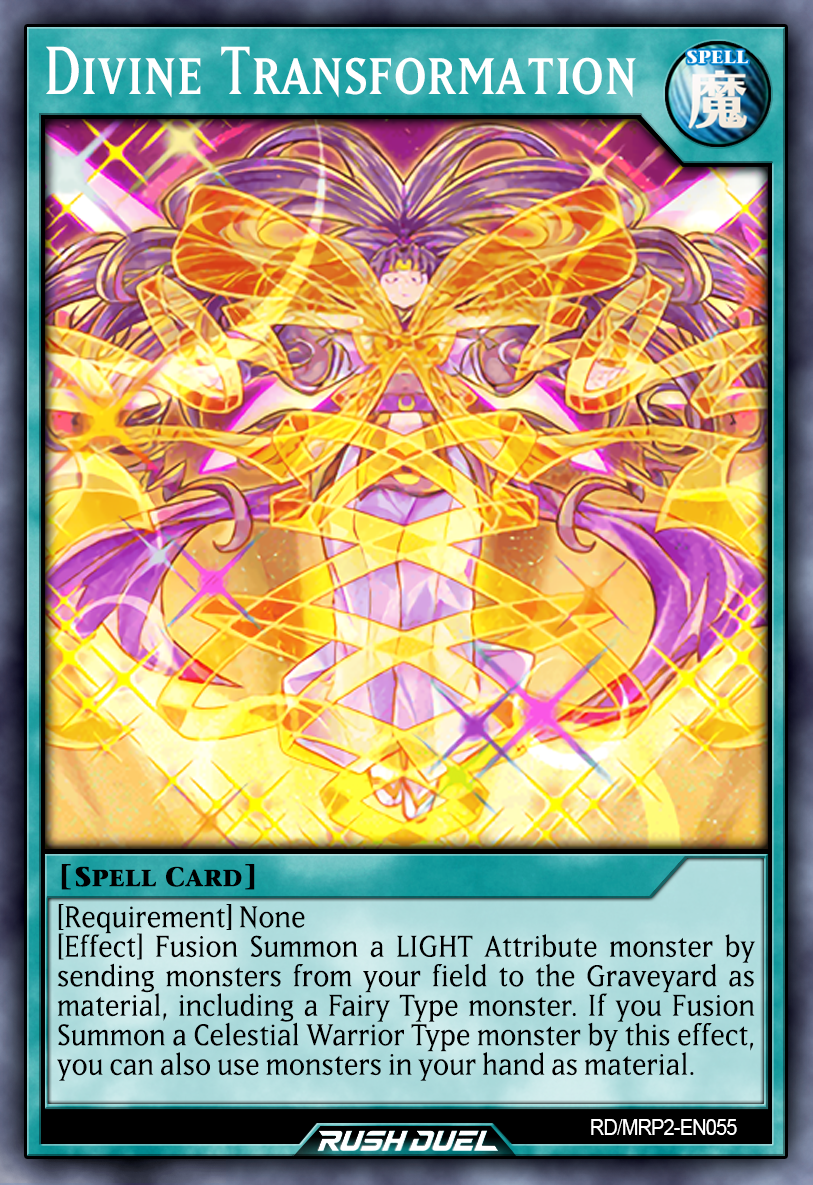 Divine Transformation
SPELL
魔
[Spell Card]
[Requirement] None
[Effect] Fusion Summon a LIGHT Attribute monster by
sending monsters from your field to the Graveyard as
material, including a Fairy Type monster. If you Fusion
Summon a Celestial Warrior Type monster by this effect,
you can also use monsters in your hand as material.
RUSH DUEL
RD/MRP2-EN055